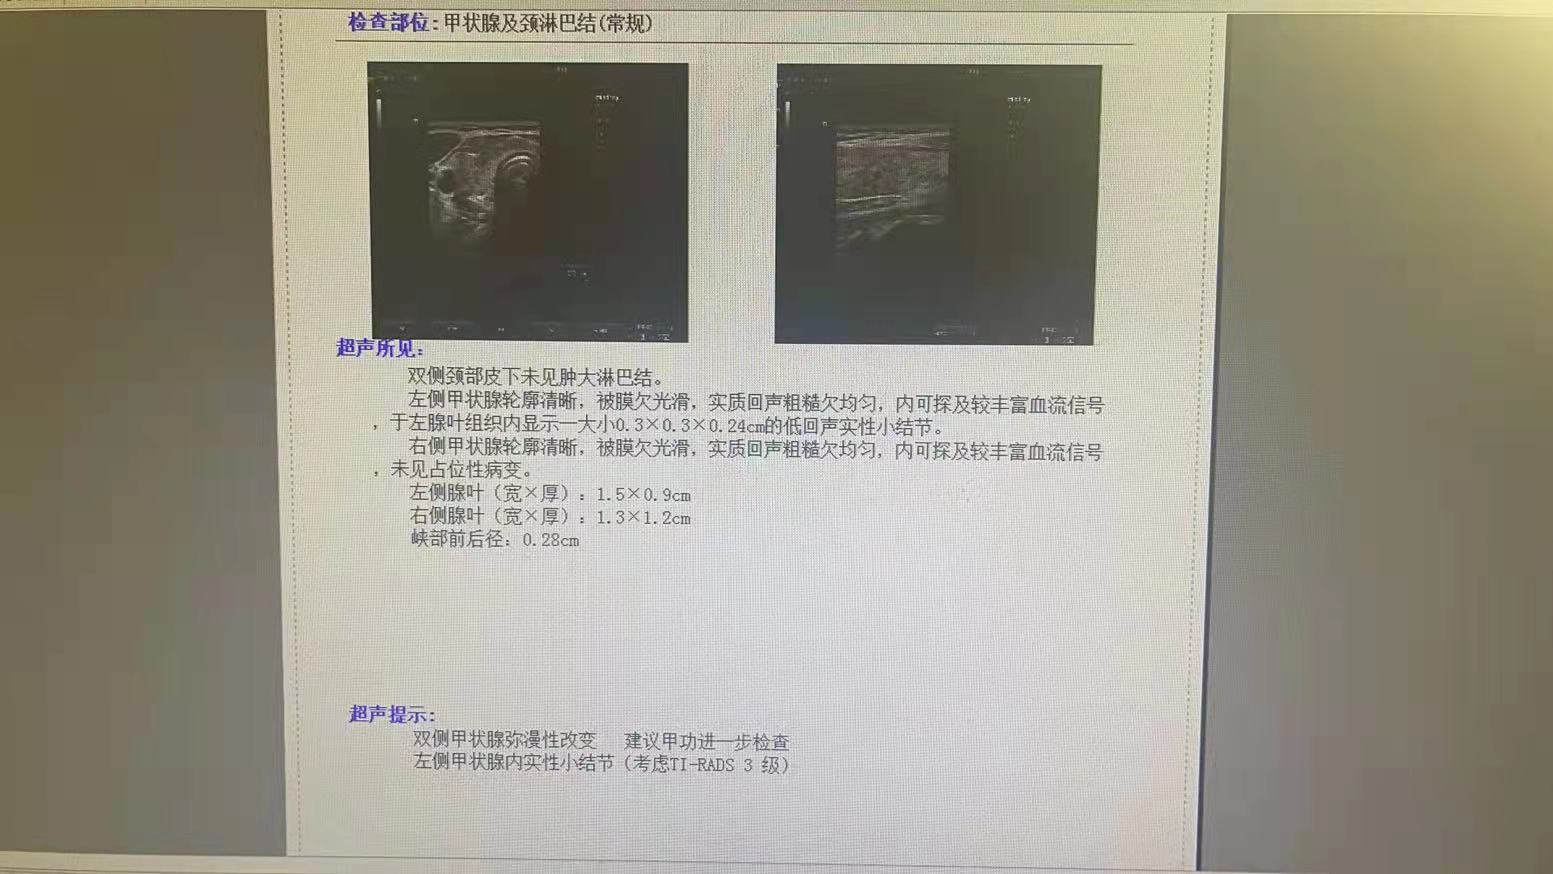 检查部位:甲状腺及颈淋巴结(常规)
超声所见:
双侧颈部皮下未见肿大淋巴结。
左侧甲状腺轮廓清晰，被膜欠光滑，实质回声粗糙欠均匀，内可探及较丰富血流信号
，于左腺叶组织内显示一大小0.3×0.3×0.24cm的低回声实性小结节。
右侧甲状腺轮廓清晰，被膜欠光滑，实质回声粗糙欠均匀，内可探及较丰富血流信号
，未见占位性病变。
左侧腺叶（宽×厚）：1.5×0.9cm
右侧腺叶（宽×厚）：1.3×1.2cm
峡部前后径：0.28cm
超声提示:
双侧甲状腺弥漫性改变 建议甲功进一步检查
左侧甲状腺内实性小结节（考虑TI-RADS 3 级）